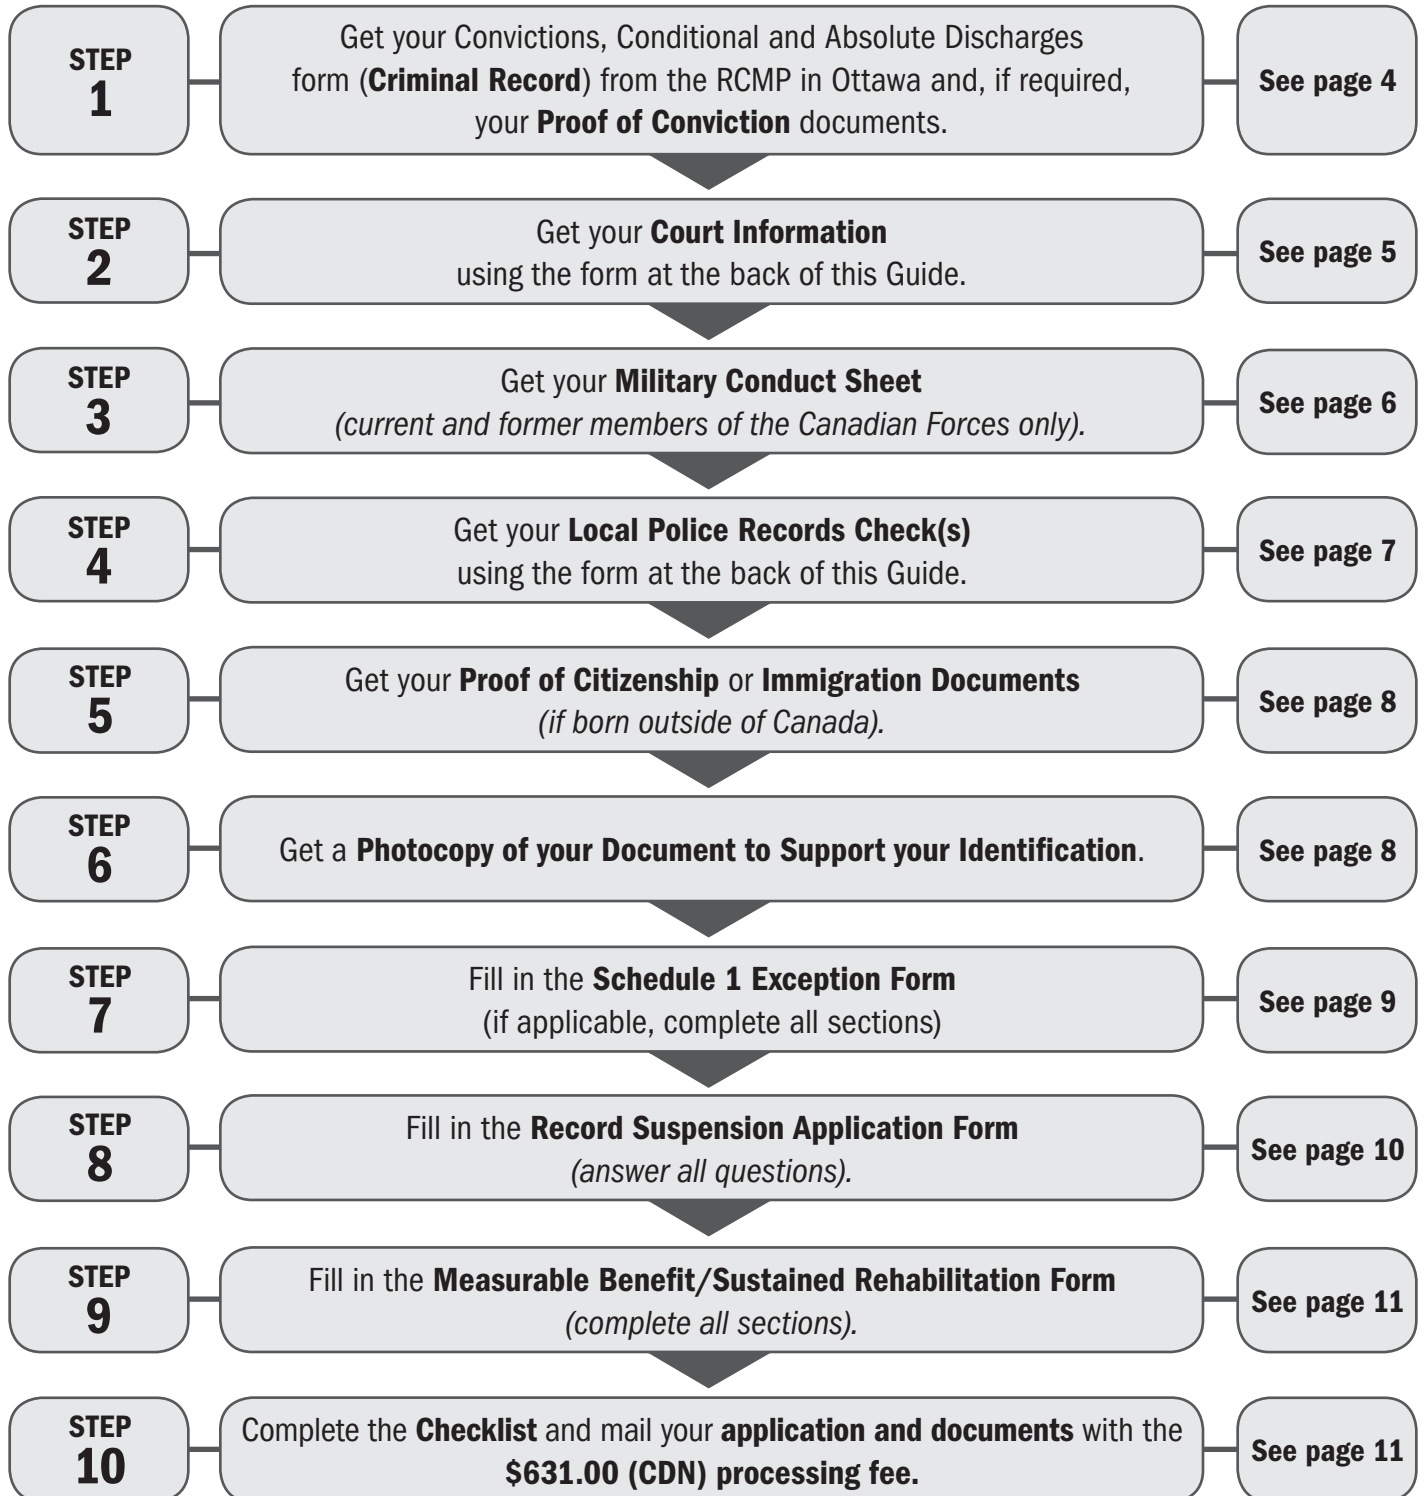 STEP
1
Get your Convictions, Conditional and Absolute Discharges
form (Criminal Record) from the RCMP in Ottawa and, if required,
your Proof of Conviction documents.
See page 4
STEP
2
Get your Court Information
using the form at the back of this Guide.
See page 5
STEP
3
Get your Military Conduct Sheet
(current and former members of the Canadian Forces only).
See page 6
STEP
4
Get your Local Police Records Check(s)
using the form at the back of this Guide.
See page 7
STEP
5
Get your Proof of Citizenship or Immigration Documents
(if born outside of Canada).
See page 8
STEP
6
Get a Photocopy of your Document to Support your Identification.
See page 8
STEP
7
Fill in the Schedule 1 Exception Form
(if applicable, complete all sections)
See page 9
STEP
8
Fill in the Record Suspension Application Form
(answer all questions).
See page 10
STEP
9
Fill in the Measurable Benefit/Sustained Rehabilitation Form
(complete all sections).
See page 11
STEP
10
Complete the Checklist and mail your application and documents with the
$631.00 (CDN) processing fee.
See page 11